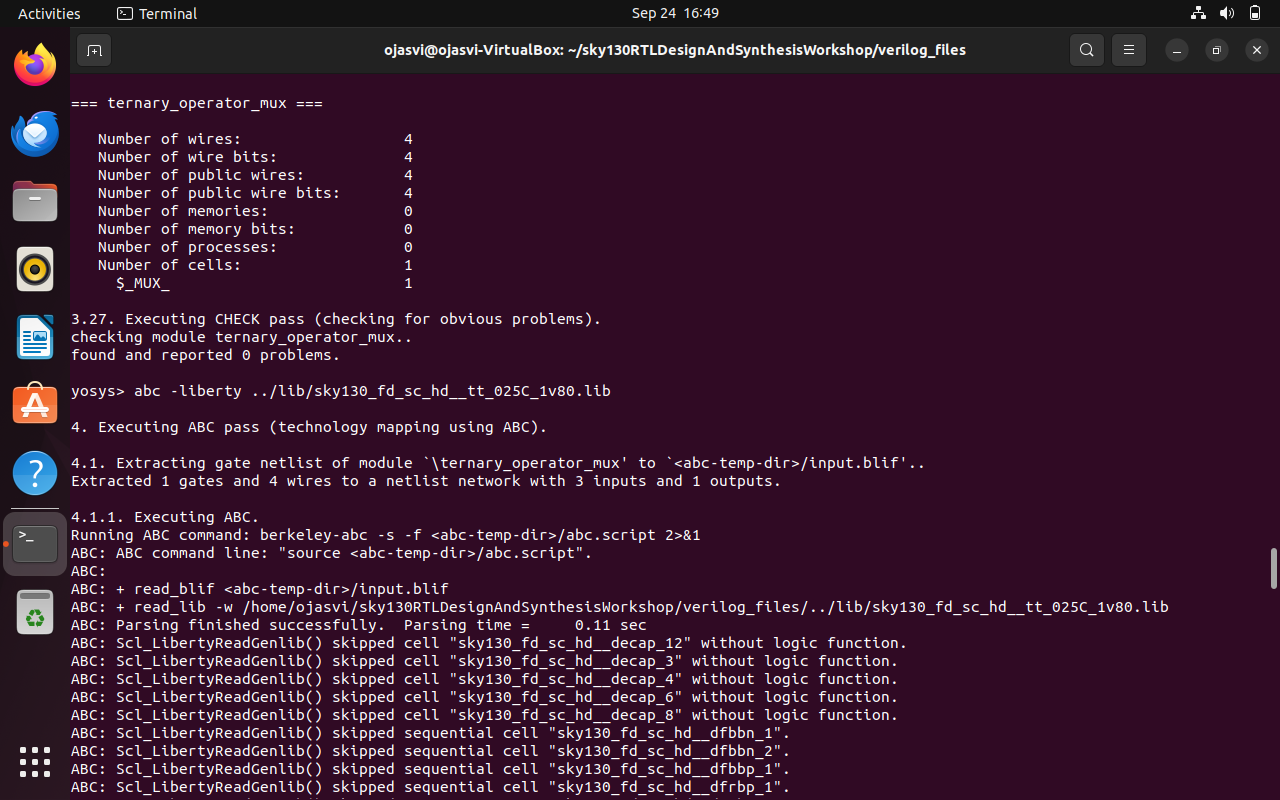 Activities
Terminal
Sep 24 16:49
ojasvi@ojasvi-VirtualBox: ~/sky130RTLDesignAndSynthesisWorkshop/verilog_files
=== ternary_operator_mux ===
Number of wires: 4
Number of wire bits: 4
Number of public wires: 4
Number of public wire bits: 4
Number of memories: 0
Number of memory bits: 0
Number of processes: 0
Number of cells: 1
$_MUX_ 1
3.27. Executing CHECK pass (checking for obvious problems).
checking module ternary_operator_mux..
found and reported 0 problems.
yosys> abc -liberty ../lib/sky130_fd_sc_hd__tt_025C_1v80.lib
4. Executing ABC pass (technology mapping using ABC).
4.1. Extracting gate netlist of module `\ternary_operator_mux' to `<abc-temp-dir>/input.blif'..
Extracted 1 gates and 4 wires to a netlist network with 3 inputs and 1 outputs.
4.1.1. Executing ABC.
Running ABC command: berkeley-abc -s -f <abc-temp-dir>/abc.script 2>&1
ABC: ABC command line: "source <abc-temp-dir>/abc.script".
ABC:
ABC: + read_blif <abc-temp-dir>/input.blif
ABC: + read_lib -w /home/ojasvi/sky130RTLDesignAndSynthesisWorkshop/verilog_files/../lib/sky130_fd_sc_hd__tt_025C_1v80.lib
ABC: Parsing finished successfully.  Parsing time =     0.11 sec
ABC: Scl_LibertyReadGenlib() skipped cell "sky130_fd_sc_hd__decap_12" without logic function.
ABC: Scl_LibertyReadGenlib() skipped cell "sky130_fd_sc_hd__decap_3" without logic function.
ABC: Scl_LibertyReadGenlib() skipped cell "sky130_fd_sc_hd__decap_4" without logic function.
ABC: Scl_LibertyReadGenlib() skipped cell "sky130_fd_sc_hd__decap_6" without logic function.
ABC: Scl_LibertyReadGenlib() skipped cell "sky130_fd_sc_hd__decap_8" without logic function.
ABC: Scl_LibertyReadGenlib() skipped sequential cell "sky130_fd_sc_hd__dfbbn_1".
ABC: Scl_LibertyReadGenlib() skipped sequential cell "sky130_fd_sc_hd__dfbbn_2".
ABC: Scl_LibertyReadGenlib() skipped sequential cell "sky130_fd_sc_hd__dfbbp_1".
ABC: Scl_LibertyReadGenlib() skipped sequential cell "sky130_fd_sc_hd__dfrbp_1".